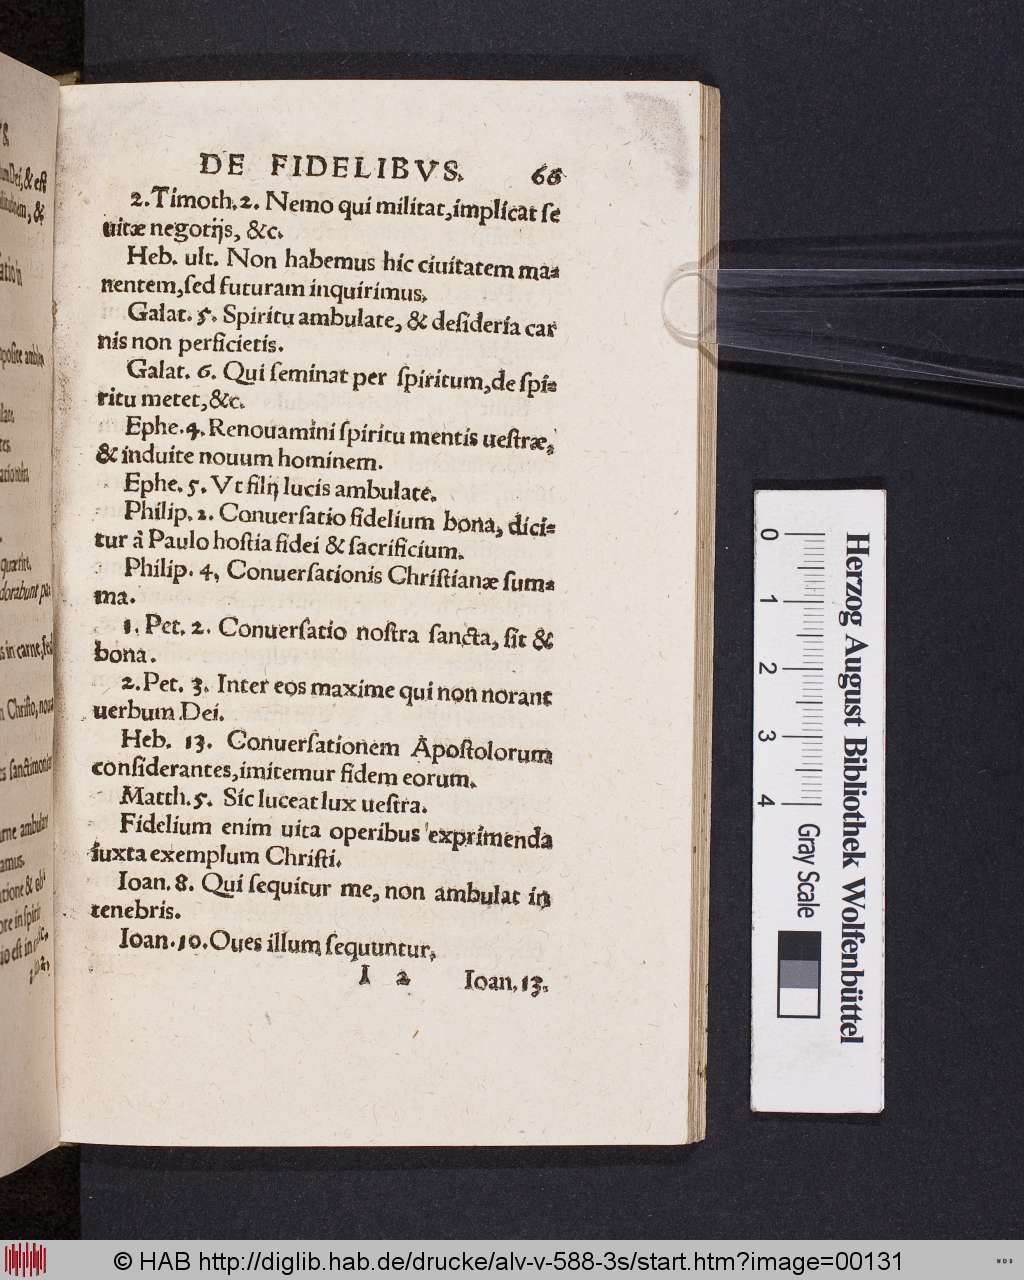 DE FIDELIBVS. 66
2. Timoth. 2. Nemo qui militat, implicat se
uitæ negotijs, &c.
Heb. ult. Non habemus hic ciuitatem ma⸗
nentem, sed futuram inquirimus.
Galat. 5. Spiritu ambulate, & desideria car
nis non perficietis.
Galat. 6. Qui seminat per spiritum, de spi⸗
ritu metet, &c.
Ephe. 4. Renouamini spiritu mentis uestræ,
& induite nouum hominem.
Ephe. 5. Vt filij lucis ambulate.
Philip. 2. Conuersatio fidelium bona, dici⸗
tur à Paulo hostia fidei & sacrificium.
Philip. 4, Conuersationis Christianæ sum⸗
ma.
1. Pet. 2. Conuersatio nostra sancta, sit &
bona.
2. Pet. 3. Inter eos maxime qui non norant
uerbum Dei.
Heb. 13. Conuersationem Apostolorum
considerantes, imitemur fidem eorum.
Matth. 5. Sic luceat lux uestra.
Fidelium enim uita operibus exprimenda
iuxta exemplum Christi.
Ioan. 8. Qui sequitur me, non ambulat in
tenebris.
Ioan. 10. Oues illum sequuntur,
I 2 Ioan. 13.
0 1 2 3 4
Gray Scale
Herzog August Bibliothek Wolfenbüttel
© HAB http://diglib.hab.de/drucke/alv-v-588-3s/start.htm?image=00131